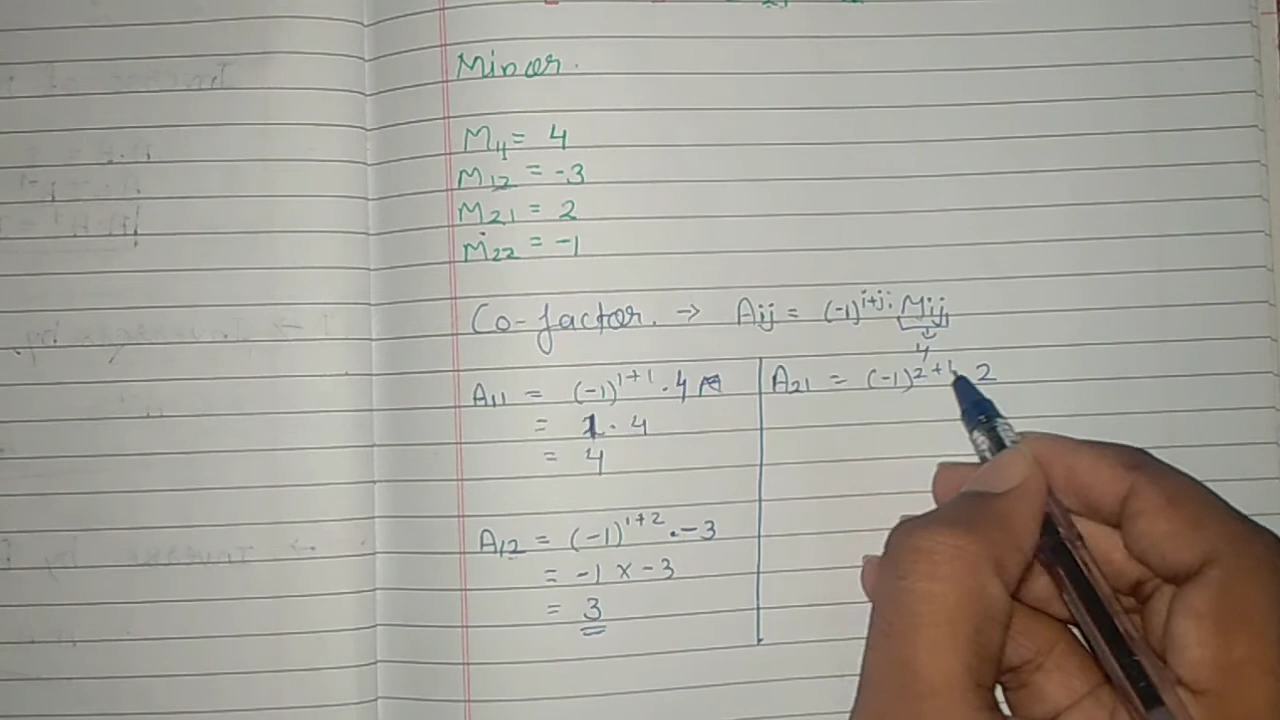 Minor.
M11 = 4
M12 = -3
M21 = 2
M22 = -1
Co-factor. → Aij = (-1)^i+j. Mij
4
A11 = (-1)^1+1 . 4
= 1. 4
= 4
A12 = (-1)^1+2 . -3
= -1 x -3
= 3
A21 = (-1)^2+1 2